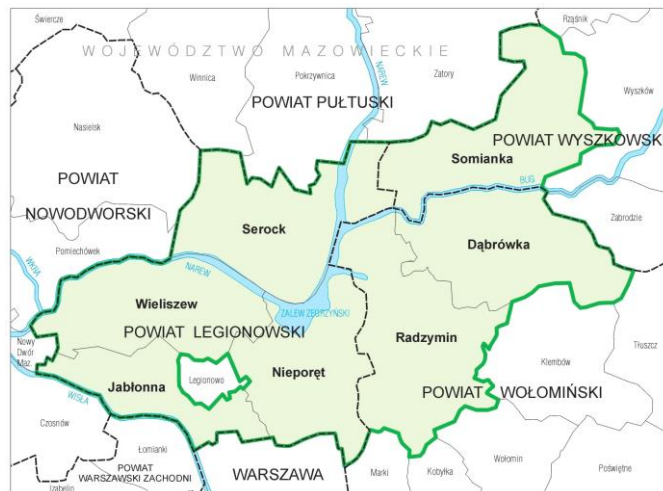 Świercze
Rząśnik
WOJEWÓDZTWO MAZOWIECKIE
NAREW
Winnica
Pokrzywnica
Zatory
Wyszków
POWIAT PUŁTUSKI
Nasielsk
POWIAT WYSZKOWSKI
Somianka
POWIAT
NOWODWORSKI
BUG
Serock
Zabrodzie
Dąbrówka
Pomiechówek
WKRA
NAREW
Wieliszew
ZALEW ZEGRZYŃSKI
POWIAT LEGIONOWSKI
Radzymin
Nowy
Dwór
Maz.
Tłuszcz
Klembów
Legionowo
Nieporęt
Jabłonna
POWIAT WOŁOMIŃSKI
WISŁA
Czosnów
Łomianki
Wołomin
POWIAT
WARSZAWSKI ZACHODNI
WARSZAWA
Marki
Kobyłka
Poświętne
Izabelin